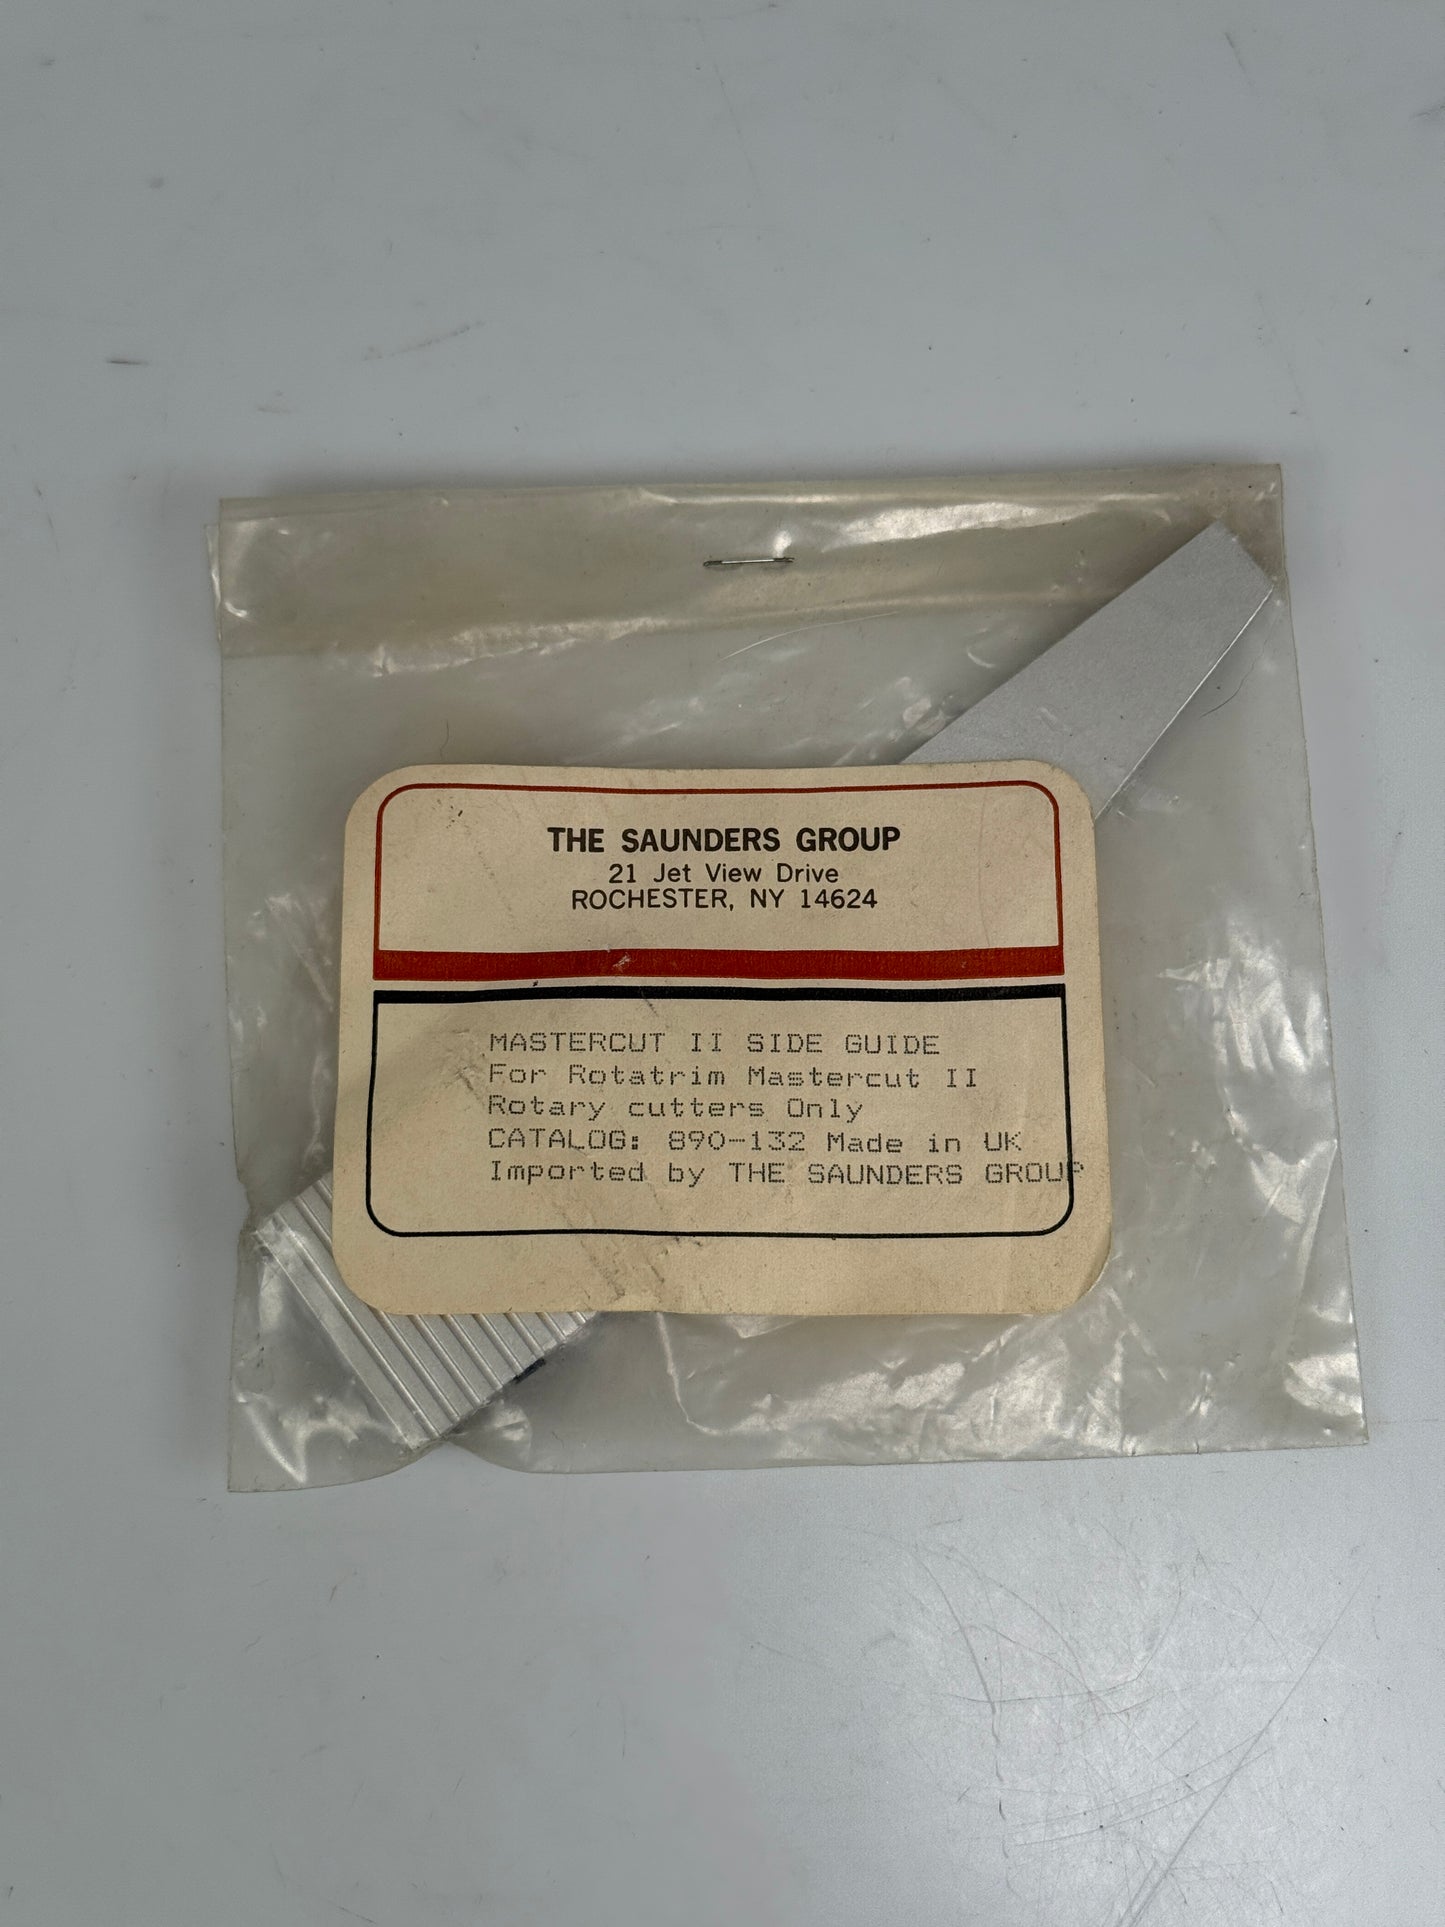 THE SAUNDERS GROUP
21 Jet View Drive
ROCHESTER, NY 14624
MASTERCUT II SIDE GUIDE
For Rotatrim Mastercut II
Rotary cutters Only
CATALOG: 890-132 Made in UK
Imported by THE SAUNDERS GROUP